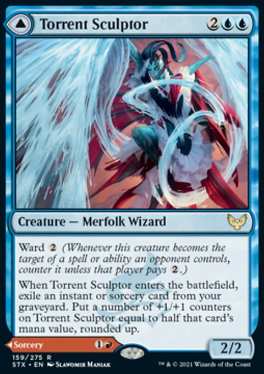 Torrent Sculptor 2
Creature — Merfolk Wizard
Ward 2 (Whenever this creature becomes the
target of a spell or ability an opponent controls,
counter it unless that player pays 2.)
When Torrent Sculptor enters the battlefield,
exile an instant or sorcery card from your
graveyard. Put a number of +1/+1 counters
on Torrent Sculptor equal to half that card's
mana value, rounded up.
Sorcery 1
2/2
159/275 R
STX • EN SLAWOMIR MANIAK
™ & © 2021 Wizards of the Coast